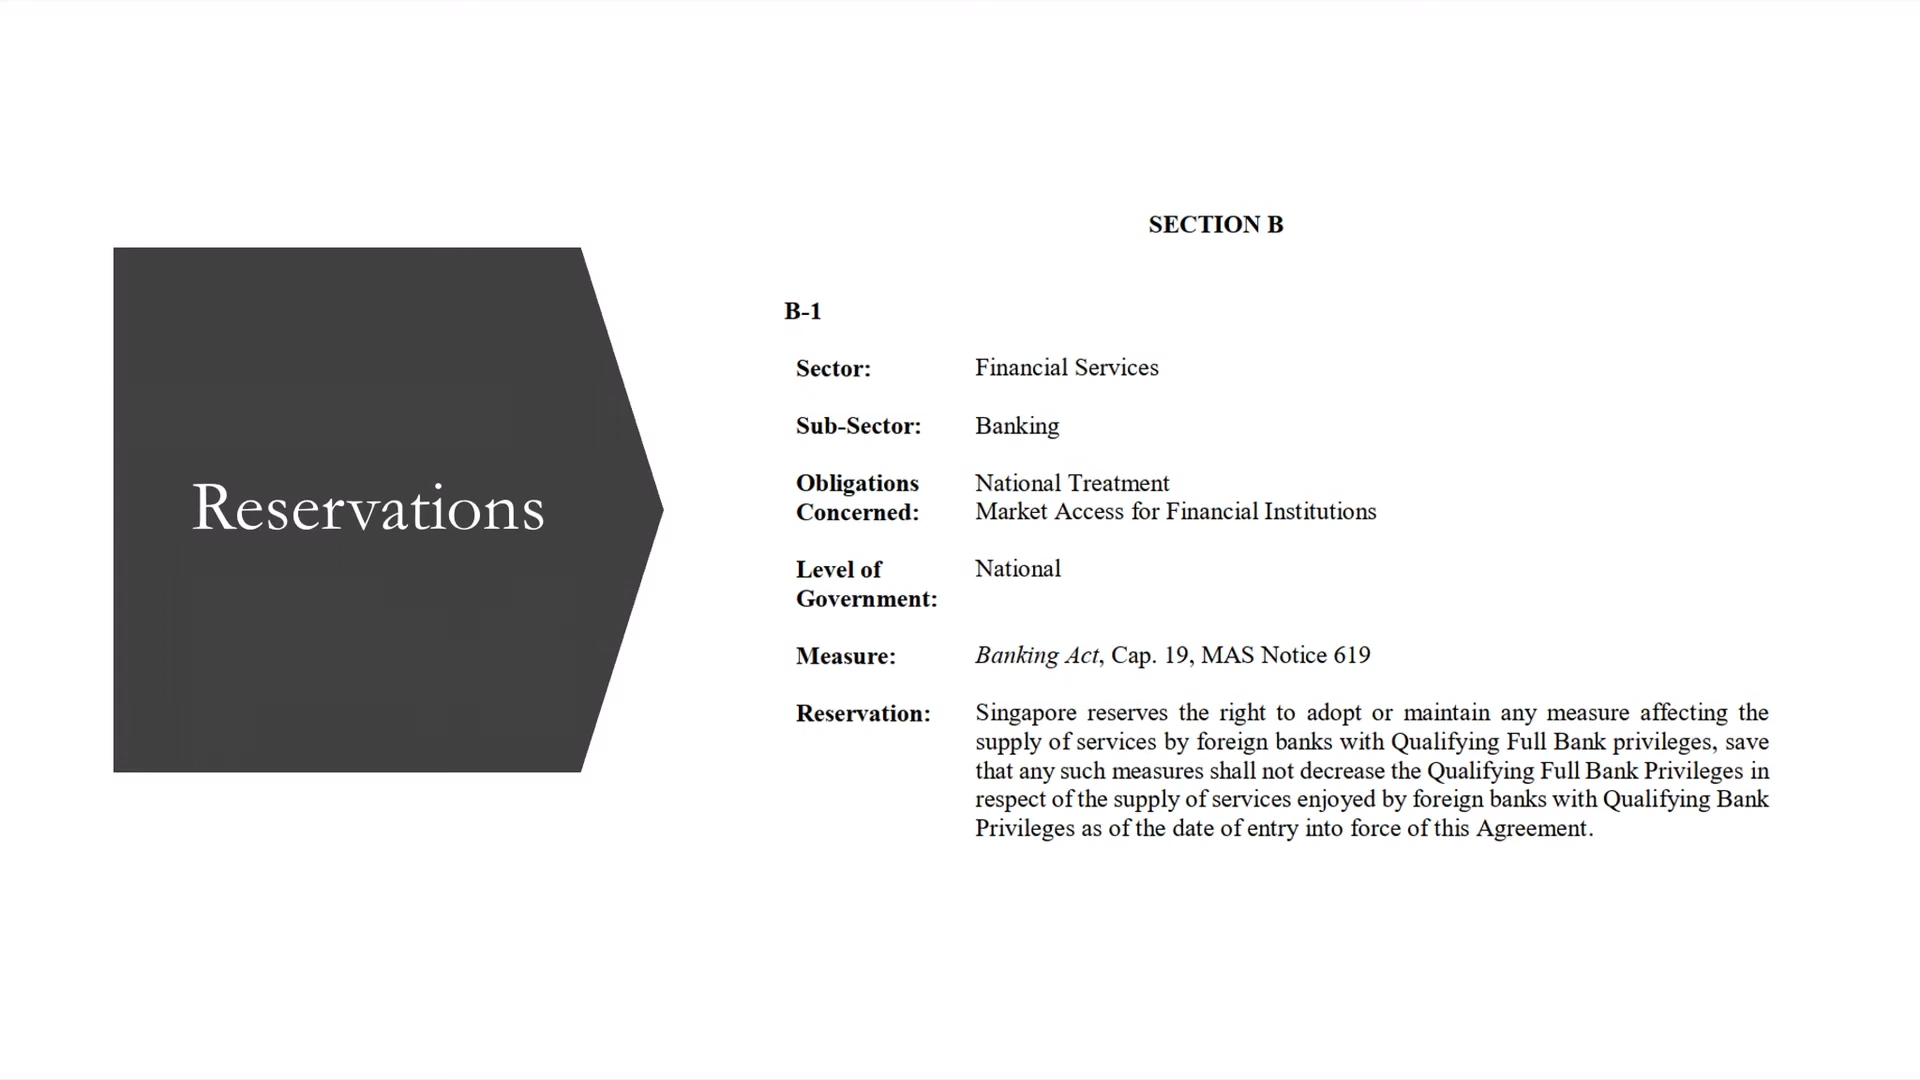 Reservations
SECTION B
B-1
Sector: Financial Services
Sub-Sector: Banking
Obligations National Treatment
Concerned: Market Access for Financial Institutions
Level of National
Government:
Measure: Banking Act, Cap. 19, MAS Notice 619
Reservation: Singapore reserves the right to adopt or maintain any measure affecting the
supply of services by foreign banks with Qualifying Full Bank privileges, save
that any such measures shall not decrease the Qualifying Full Bank Privileges in
respect of the supply of services enjoyed by foreign banks with Qualifying Bank
Privileges as of the date of entry into force of this Agreement.